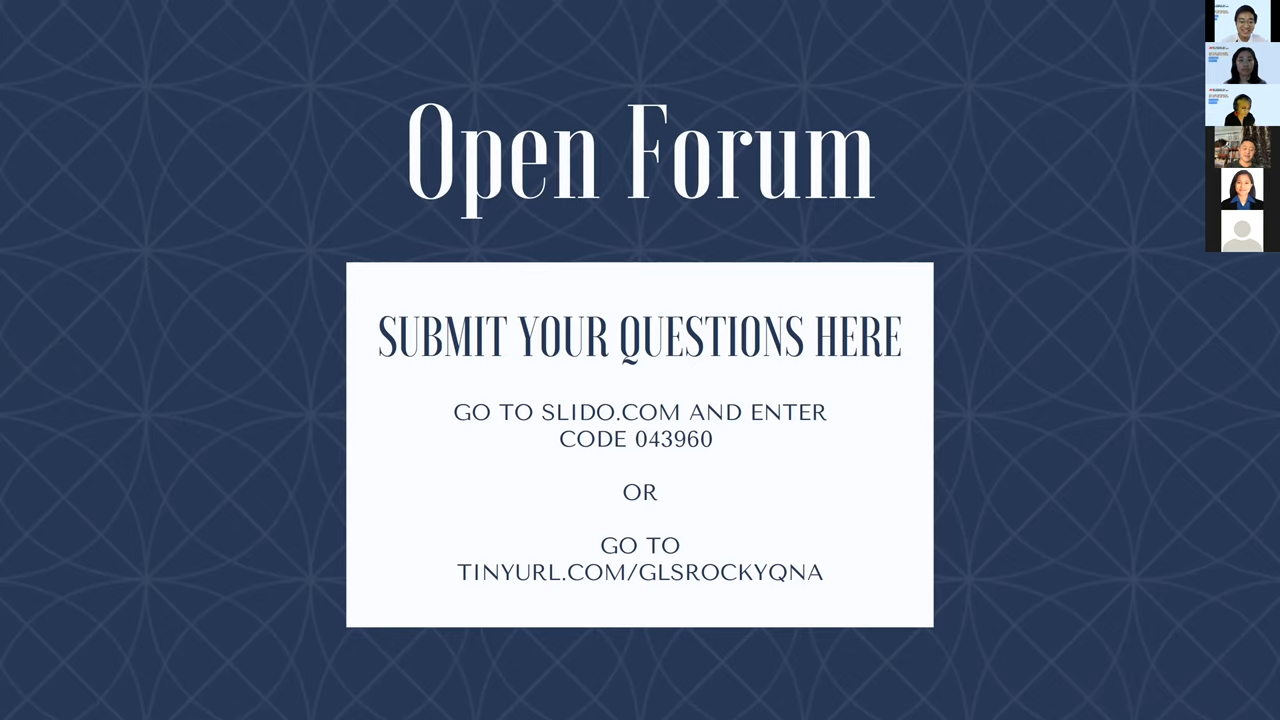 Open Forum
SUBMIT YOUR QUESTIONS HERE
GO TO SLIDO.COM AND ENTER
CODE 043960
OR
GO TO
TINYURL.COM/GLSROCKYQNA